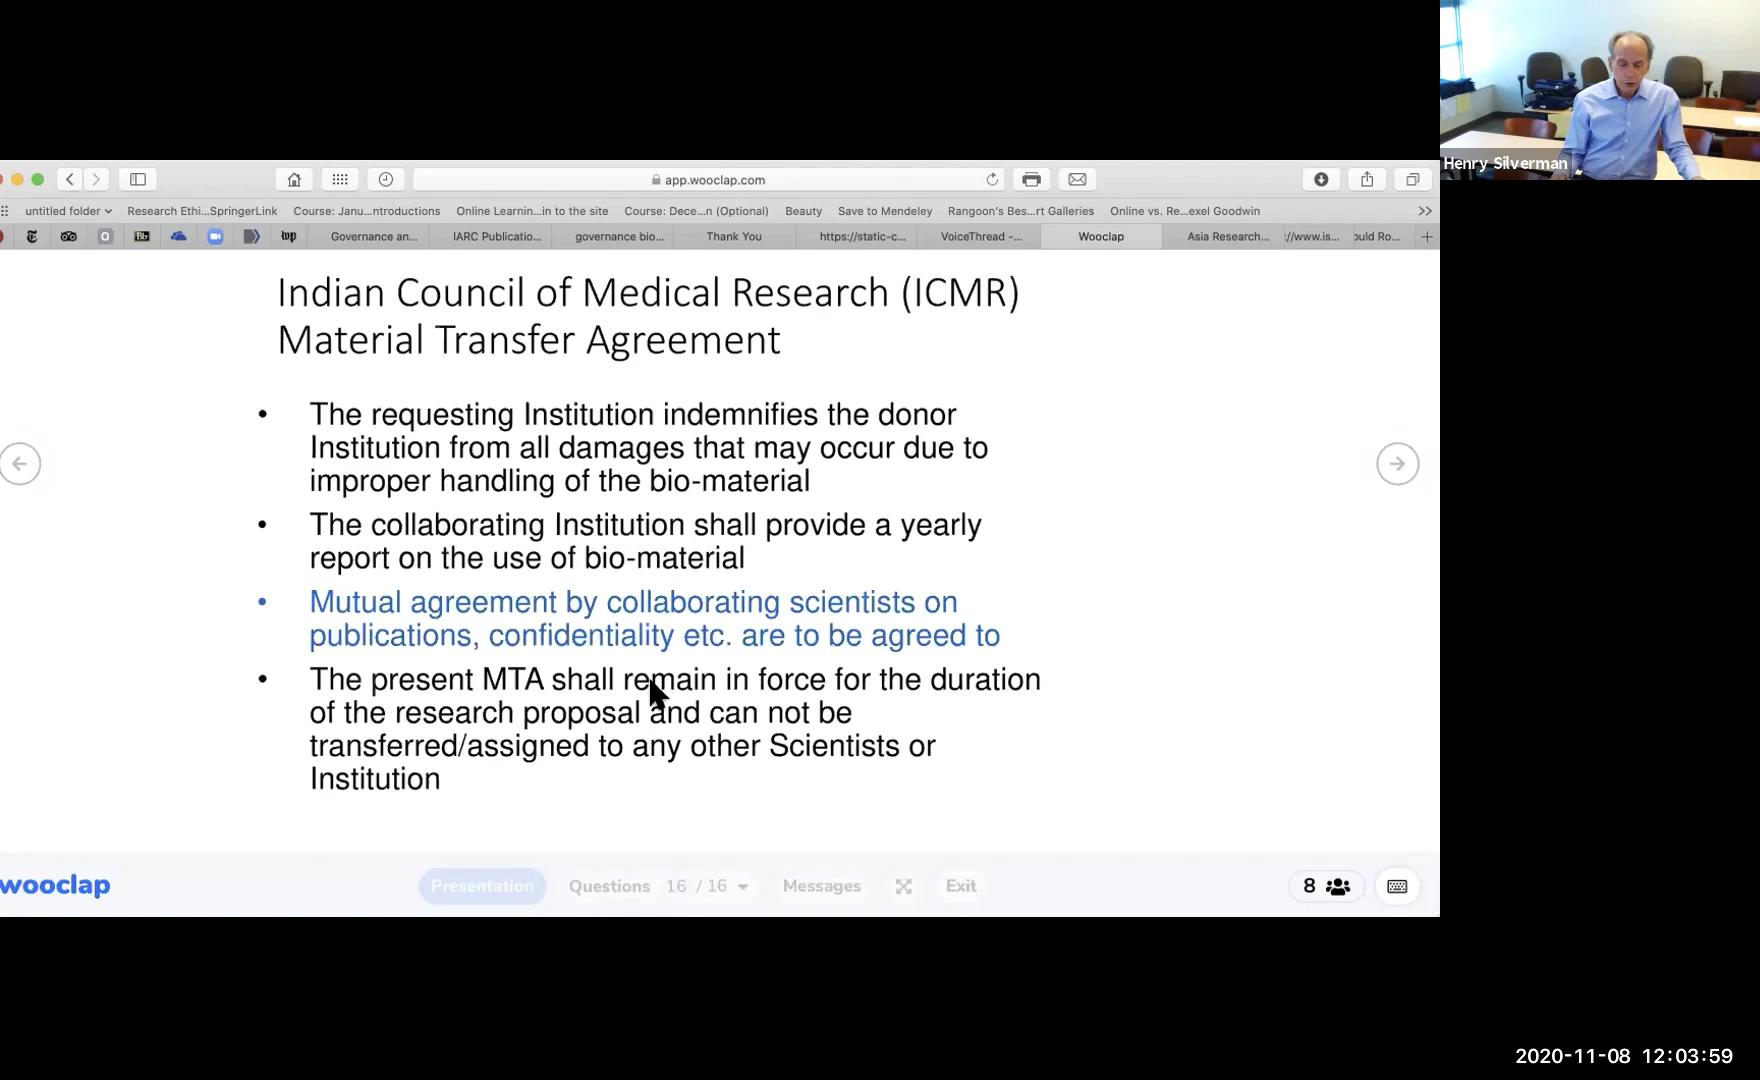 Henry Silverman
app.wooclap.com
untitled folder
Research Ethi...SpringerLink
Course: Janu...ntroductions
Online Learnin...in to the site
Course: Dece...n (Optional)
Beauty
Save to Mendeley
Rangoon's Bes...rt Galleries
Online vs. Re...exel Goodwin
Governance an...
IARC Publicatio...
governance bio...
Thank You
https://static-c...
VoiceThread -...
Wooclap
Asia Research...
://www.is...
ould Ro...
Indian Council of Medical Research (ICMR)
Material Transfer Agreement
• The requesting Institution indemnifies the donor
Institution from all damages that may occur due to
improper handling of the bio-material
• The collaborating Institution shall provide a yearly
report on the use of bio-material
• Mutual agreement by collaborating scientists on
publications, confidentiality etc. are to be agreed to
• The present MTA shall remain in force for the duration
of the research proposal and can not be
transferred/assigned to any other Scientists or
Institution
wooclap
Presentation
Questions 16 / 16
Messages
Exit
8
2020-11-08 12:03:59